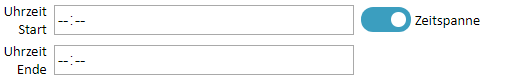 Uhrzeit
Start
--:--
Zeitspanne
Uhrzeit
Ende
--:--